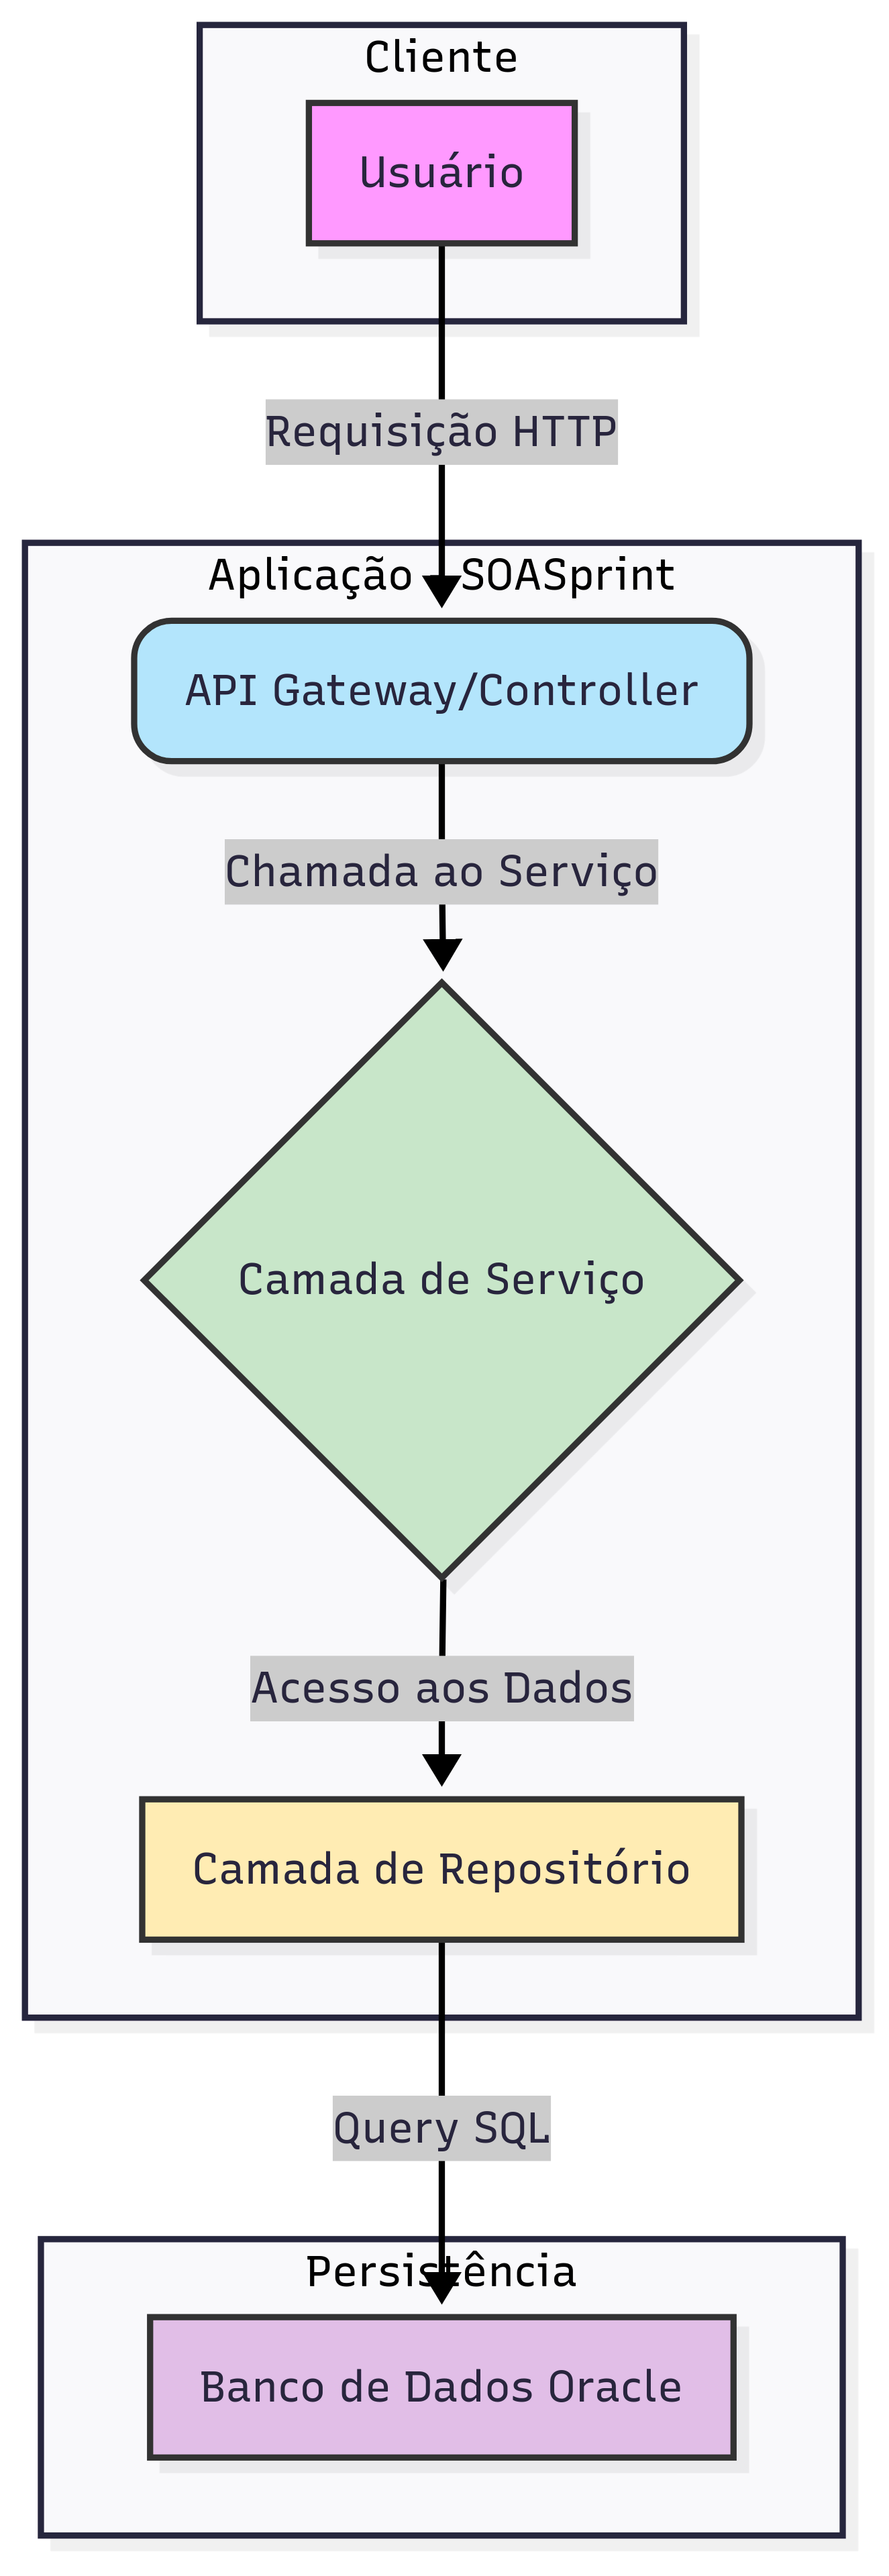 Cliente
Usuário
Requisição HTTP
Aplicação SOASprint
API Gateway/Controller
Chamada ao Serviço
Camada de Serviço
Acesso aos Dados
Camada de Repositório
Query SQL
Persistência
Banco de Dados Oracle